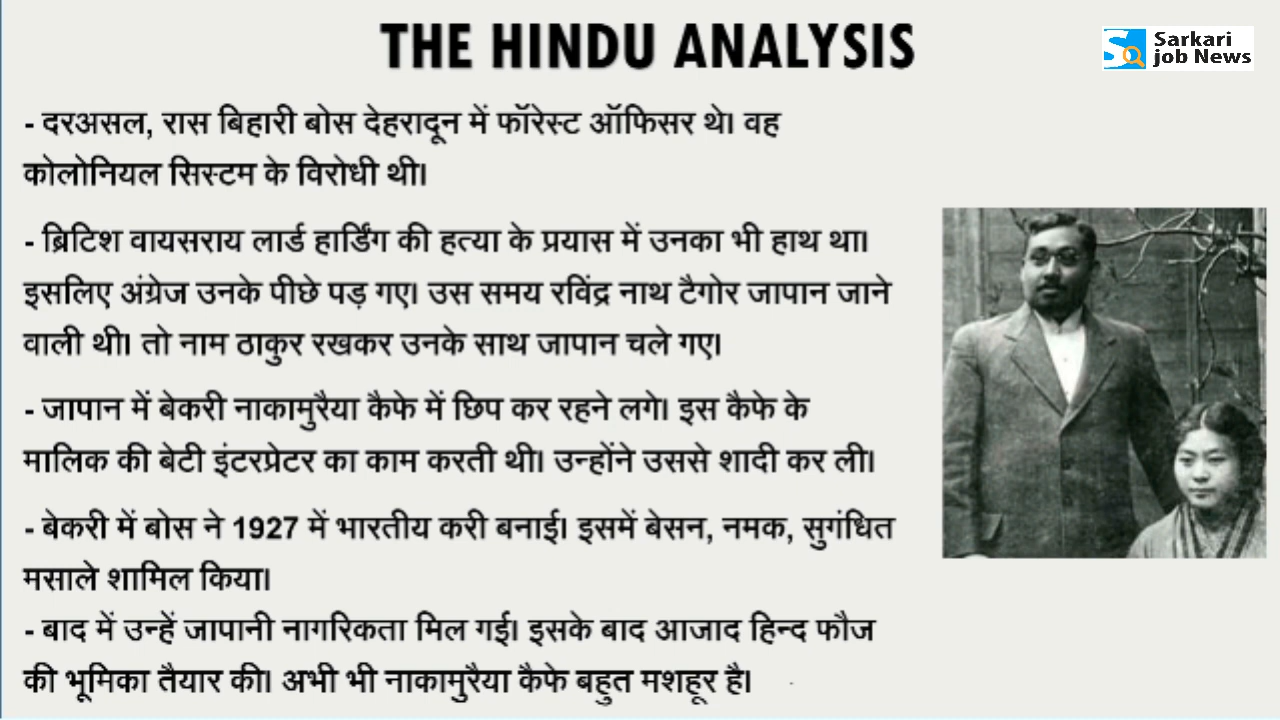 THE HINDU ANALYSIS
Sarkari
job News
- दरअसल, रास बिहारी बोस देहरादून में फॉरेस्ट ऑफिसर थे। वह
कोलोनियल सिस्टम के विरोधी थी।
- ब्रिटिश वायसराय लार्ड हार्डिंग की हत्या के प्रयास में उनका भी हाथ था।
इसलिए अंग्रेज उनके पीछे पड़ गए। उस समय रविंद्र नाथ टैगोर जापान जाने
वाली थी। तो नाम ठाकुर रखकर उनके साथ जापान चले गए।
- जापान में बेकरी नाकामुरैया कैफे में छिप कर रहने लगे। इस कैफे के
मालिक की बेटी इंटरप्रेटर का काम करती थी। उन्होंने उससे शादी कर ली।
- बेकरी में बोस ने 1927 में भारतीय करी बनाई। इसमें बेसन, नमक, सुगंधित
मसाले शामिल किया।
- बाद में उन्हें जापानी नागरिकता मिल गई। इसके बाद आजाद हिन्द फौज
की भूमिका तैयार की। अभी भी नाकामुरैया कैफे बहुत मशहूर है।